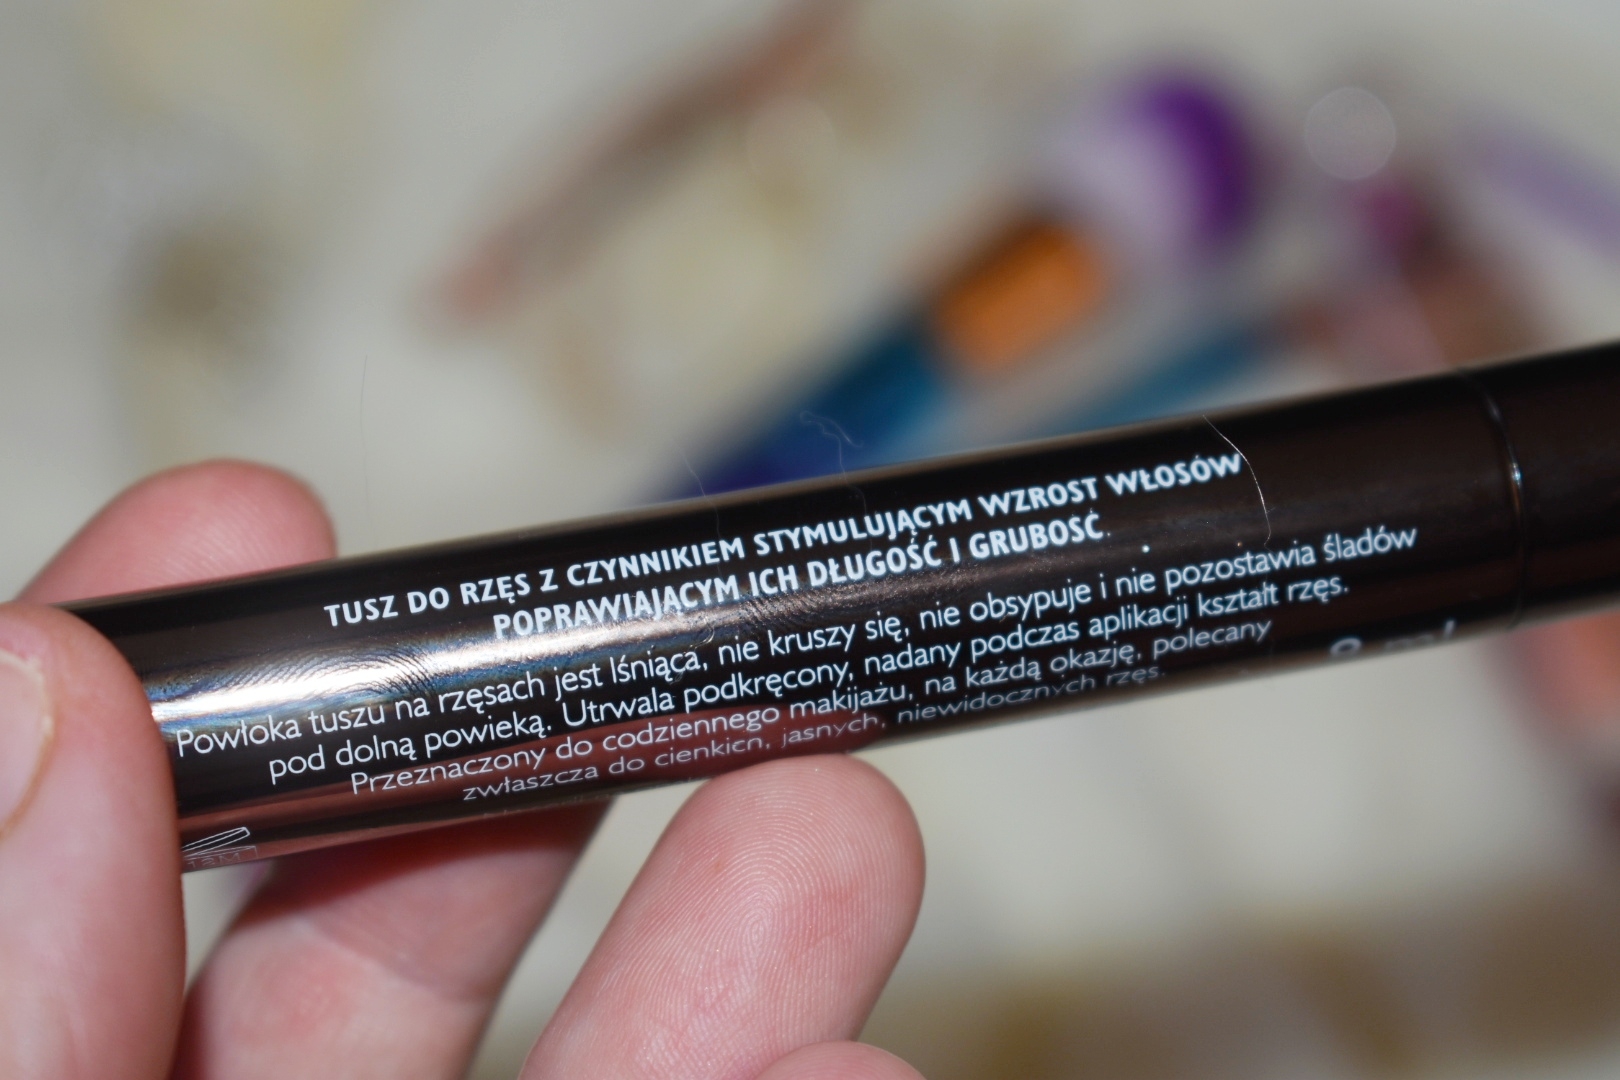 TUSZ DO RZĘS Z CZYNNIKIEM STYMULUJĄCYM WZROST WŁOSÓW
POPRAWIAJĄCYM ICH DŁUGOŚĆ I GRUBOŚĆ.
Powłoka tuszu na rzęsach jest lśniąca, nie kruszy się, nie obsypuje i nie pozostawia śladów
pod dolną powieką. Utrwala podkręcony, nadany podczas aplikacji kształt rzęs.
Przeznaczony do codziennego makijażu, na każdą okazję, polecany
zwłaszcza do cienkich, jasnych, niewidocznych rzęs.